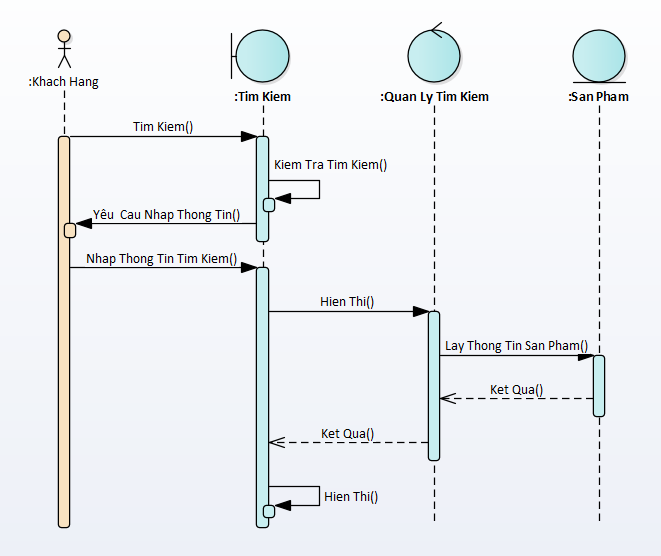 :Khach Hang
:Tim Kiem
:Quan Ly Tim Kiem
:San Pham
Tim Kiem()
Kiem Tra Tim Kiem()
Yêu Cau Nhap Thong Tin()
Nhap Thong Tin Tim Kiem()
Hien Thi()
Lay Thong Tin San Pham()
Ket Qua()
Ket Qua()
Hien Thi()